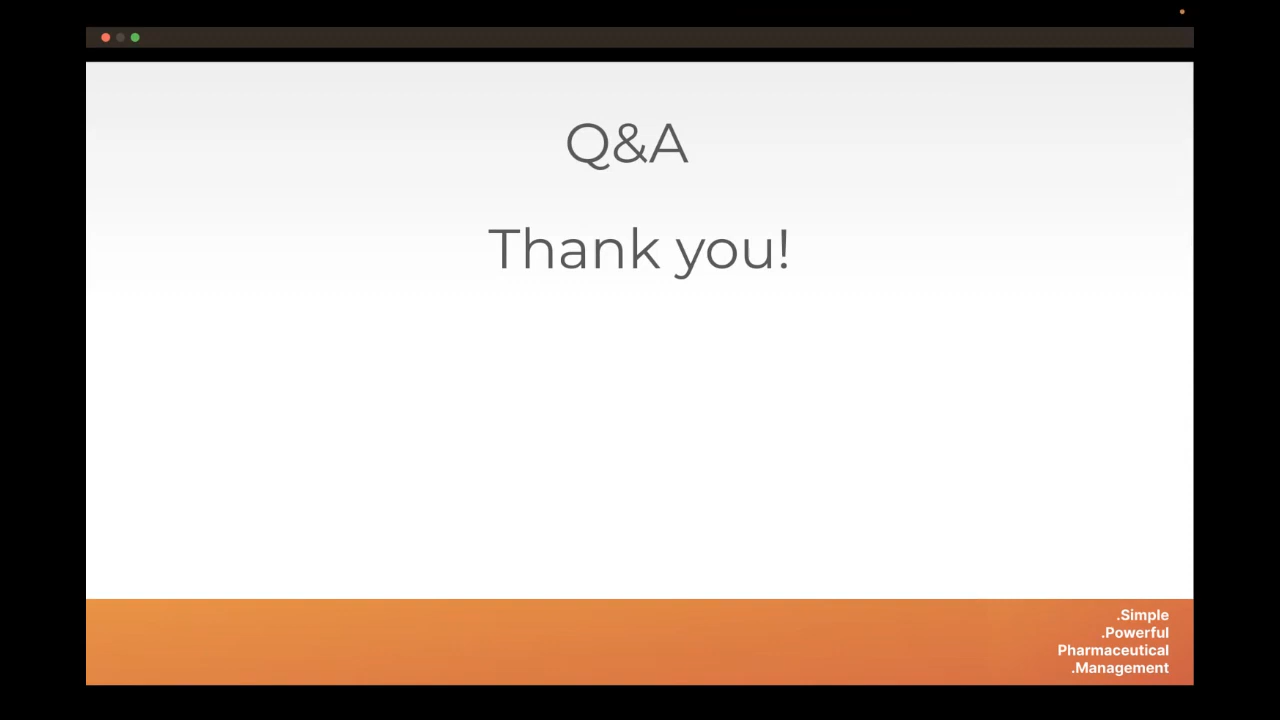 Q&A
Thank you!
.Simple
.Powerful
Pharmaceutical
.Management